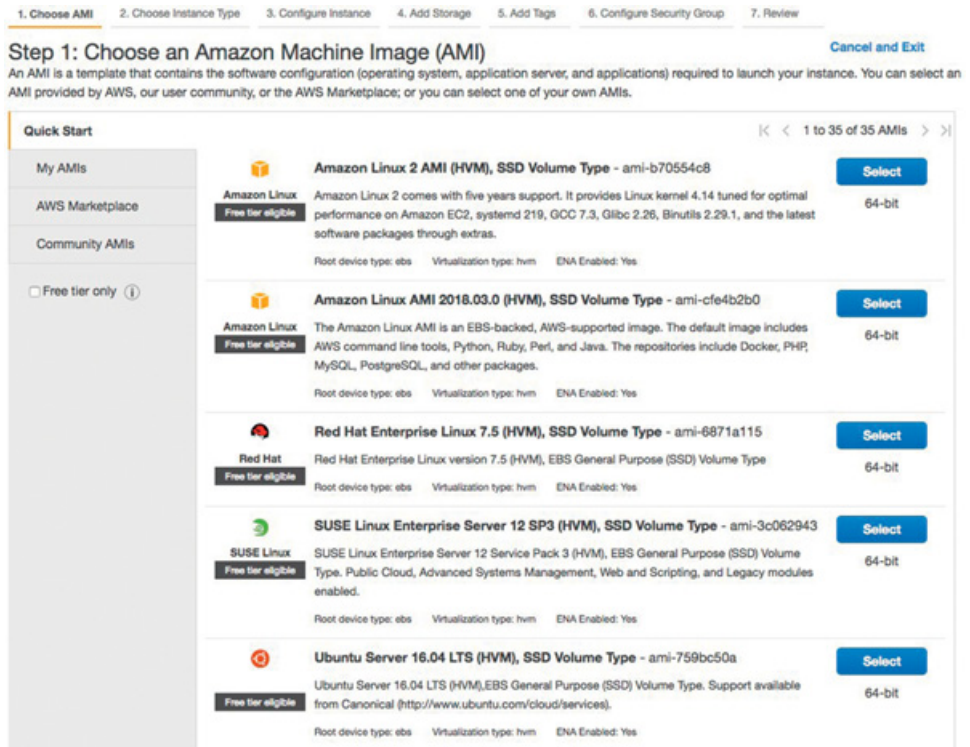 1. Choose AMI 2. Choose Instance Type 3. Configure Instance 4. Add Storage 5. Add Tags 6. Configure Security Group 7. Review
Step 1: Choose an Amazon Machine Image (AMI)
Cancel and Exit
An AMI is a template that contains the software configuration (operating system, application server, and applications) required to launch your instance. You can select an
AMI provided by AWS, our user community, or the AWS Marketplace; or you can select one of your own AMIs.
Quick Start
1 to 35 of 35 AMIs
My AMIs
AWS Marketplace
Community AMIs
Free tier only
Amazon Linux
Free tier eligible
Amazon Linux 2 AMI (HVM), SSD Volume Type - ami-b70554c8
Amazon Linux 2 comes with five years support. It provides Linux kernel 4.14 tuned for optimal
performance on Amazon EC2, systemd 219, GCC 7.3, Glibc 2.26, Binutils 2.29.1, and the latest
software packages through extras.
Root device type: ebs Virtualization type: hvm ENA Enabled: Yes
Select
64-bit
Amazon Linux
Free tier eligible
Amazon Linux AMI 2018.03.0 (HVM), SSD Volume Type - ami-cfe4b2b0
The Amazon Linux AMI is an EBS-backed, AWS-supported image. The default image includes
AWS command line tools, Python, Ruby, Perl, and Java. The repositories include Docker, PHP,
MySQL, PostgreSQL, and other packages.
Root device type: ebs Virtualization type: hvm ENA Enabled: Yes
Select
64-bit
Red Hat
Free tier eligible
Red Hat Enterprise Linux 7.5 (HVM), SSD Volume Type - ami-6871a115
Red Hat Enterprise Linux version 7.5 (HVM), EBS General Purpose (SSD) Volume Type
Root device type: ebs Virtualization type: hvm ENA Enabled: Yes
Select
64-bit
SUSE Linux
Free tier eligible
SUSE Linux Enterprise Server 12 SP3 (HVM), SSD Volume Type - ami-3c062943
SUSE Linux Enterprise Server 12 Service Pack 3 (HVM), EBS General Purpose (SSD) Volume
Type. Public Cloud, Advanced Systems Management, Web and Scripting, and Legacy modules
enabled.
Root device type: ebs Virtualization type: hvm ENA Enabled: Yes
Select
64-bit
Free tier eligible
Ubuntu Server 16.04 LTS (HVM), SSD Volume Type - ami-759bc50a
Ubuntu Server 16.04 LTS (HVM),EBS General Purpose (SSD) Volume Type. Support available
from Canonical (http://www.ubuntu.com/cloud/services).
Root device type: ebs Virtualization type: hvm ENA Enabled: Yes
Select
64-bit